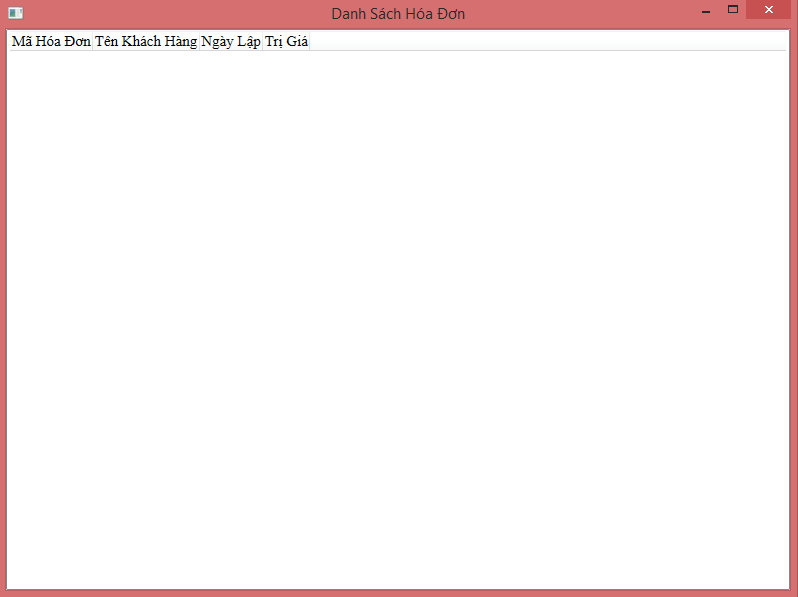 Danh Sách Hóa Đơn
Mã Hóa Đơn Tên Khách Hàng Ngày Lập Trị Giá